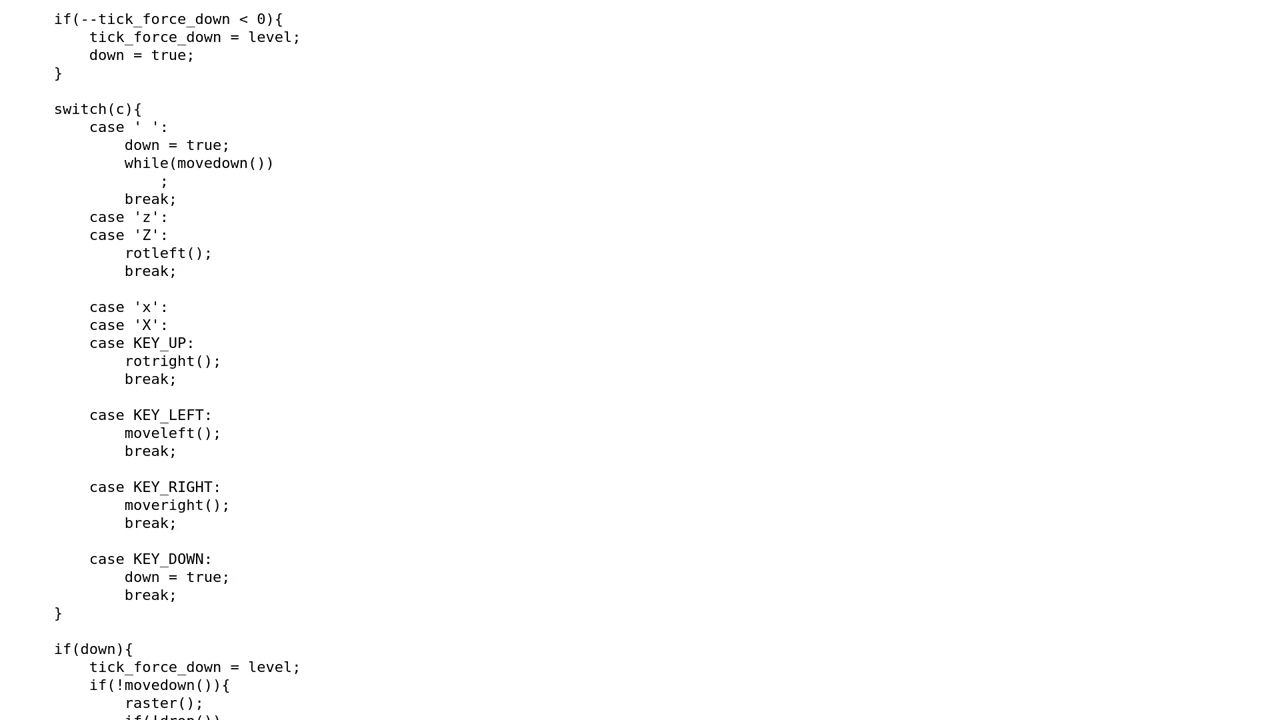 if(--tick_force_down < 0){
    tick_force_down = level;
    down = true;
}

switch(c){
    case ' ':
        down = true;
        while(movedown())
            ;
        break;
    case 'z':
    case 'Z':
        rotleft();
        break;

    case 'x':
    case 'X':
    case KEY_UP:
        rotright();
        break;

    case KEY_LEFT:
        moveleft();
        break;

    case KEY_RIGHT:
        moveright();
        break;

    case KEY_DOWN:
        down = true;
        break;
}

if(down){
    tick_force_down = level;
    if(!movedown()){
        raster();
        if(!drop())